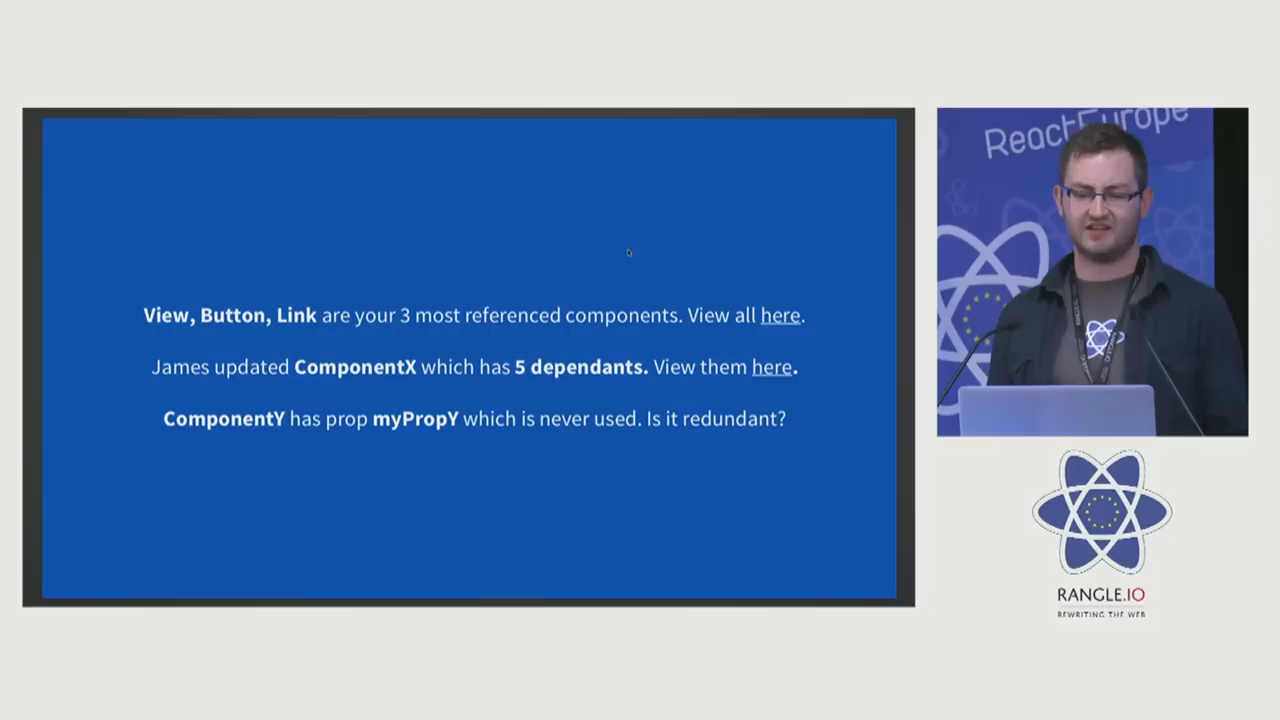 View, Button, Link are your 3 most referenced components. View all here.
James updated ComponentX which has 5 dependants. View them here.
ComponentY has prop myPropY which is never used. Is it redundant?
ReactEurope
RANGLE.IO
REWRITING THE WEB